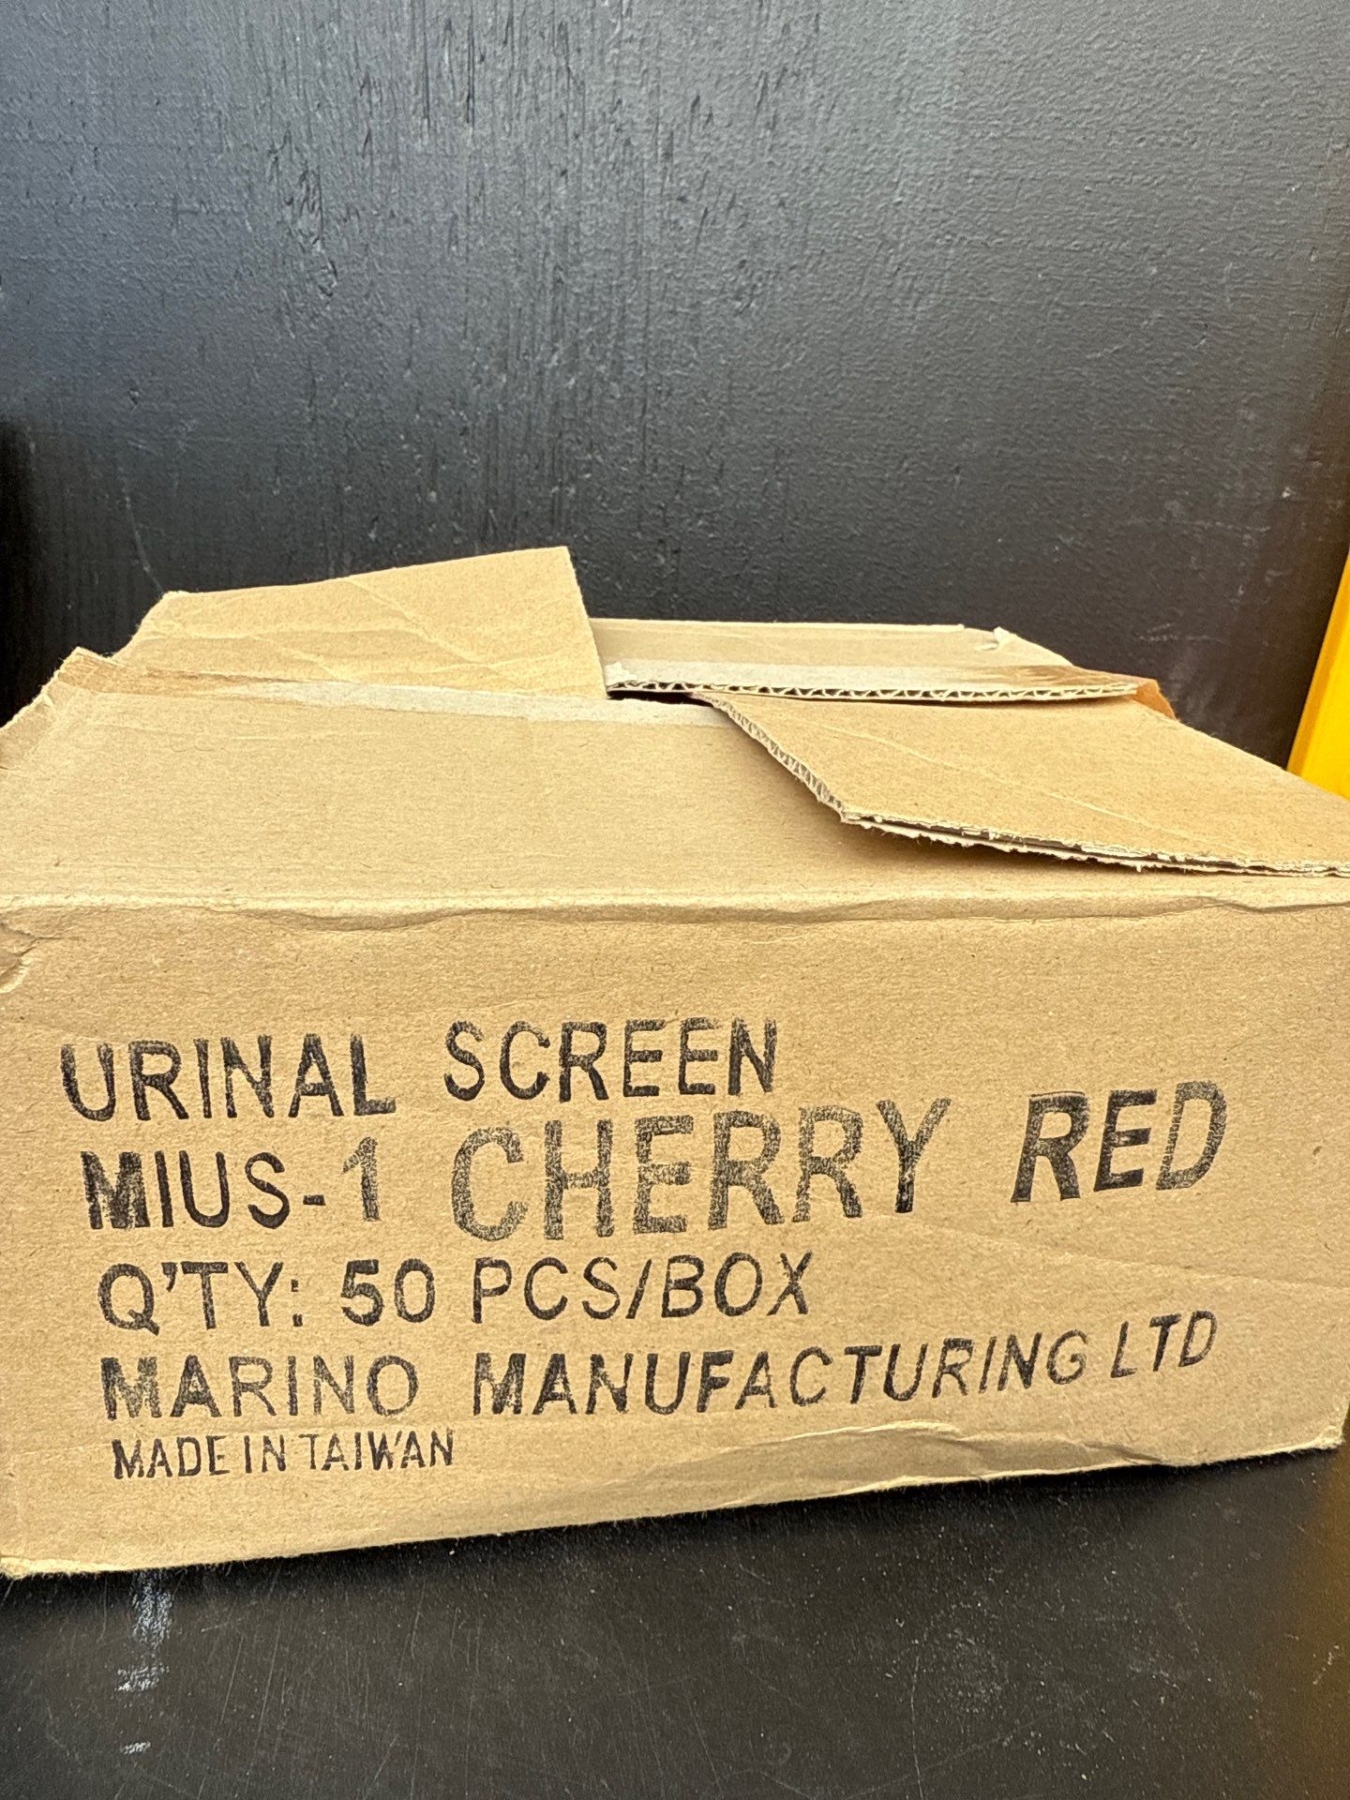 URINAL SCREEN
MIUS-1 CHERRY RED
Q'TY: 50 PCS/BOX
MARINO MANUFACTURING LTD
MADE IN TAIWAN